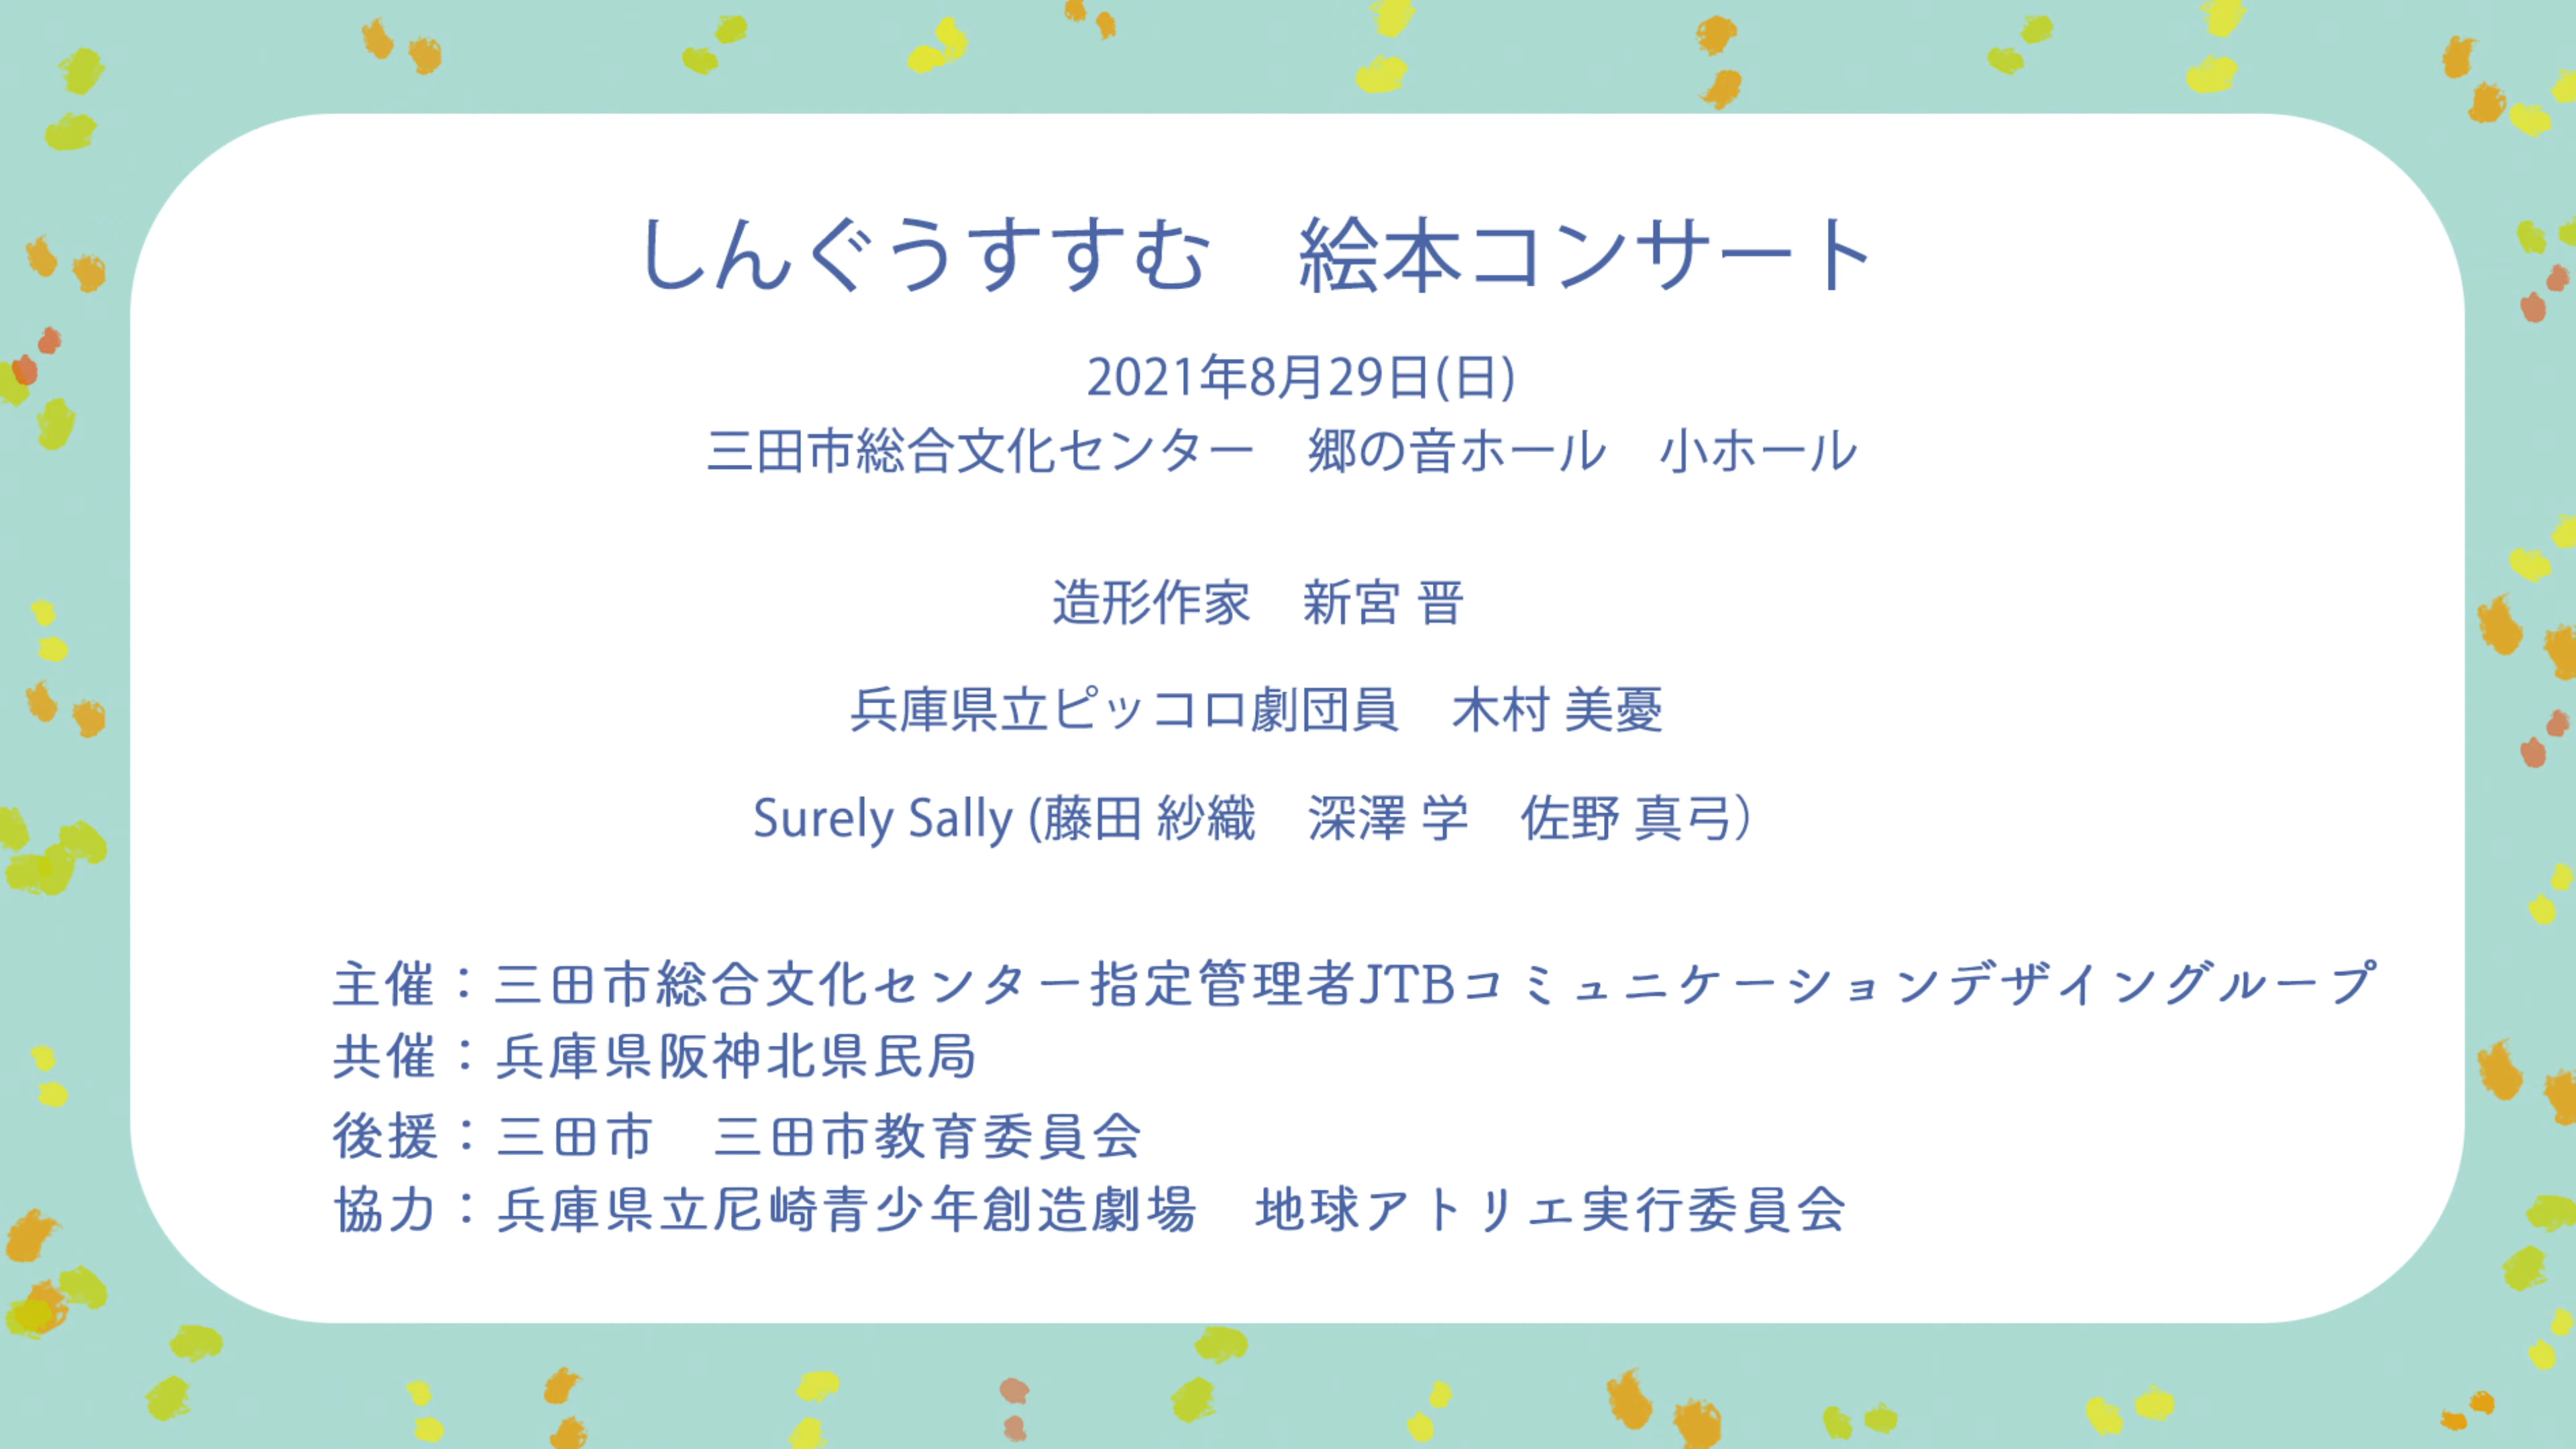 しんぐうすすむ　絵本コンサート
2021年8月29日(日)
三田市総合文化センター　郷の音ホール　小ホール
造形作家　新宮 晋
兵庫県立ピッコロ劇団員　木村 美憂
Surely Sally (藤田 紗織　深澤 学　佐野 真弓）
主催：三田市総合文化センター指定管理者JTBコミュニケーションデザイングループ
共催：兵庫県阪神北県民局
後援：三田市　三田市教育委員会
協力：兵庫県立尼崎青少年創造劇場　地球アトリエ実行委員会